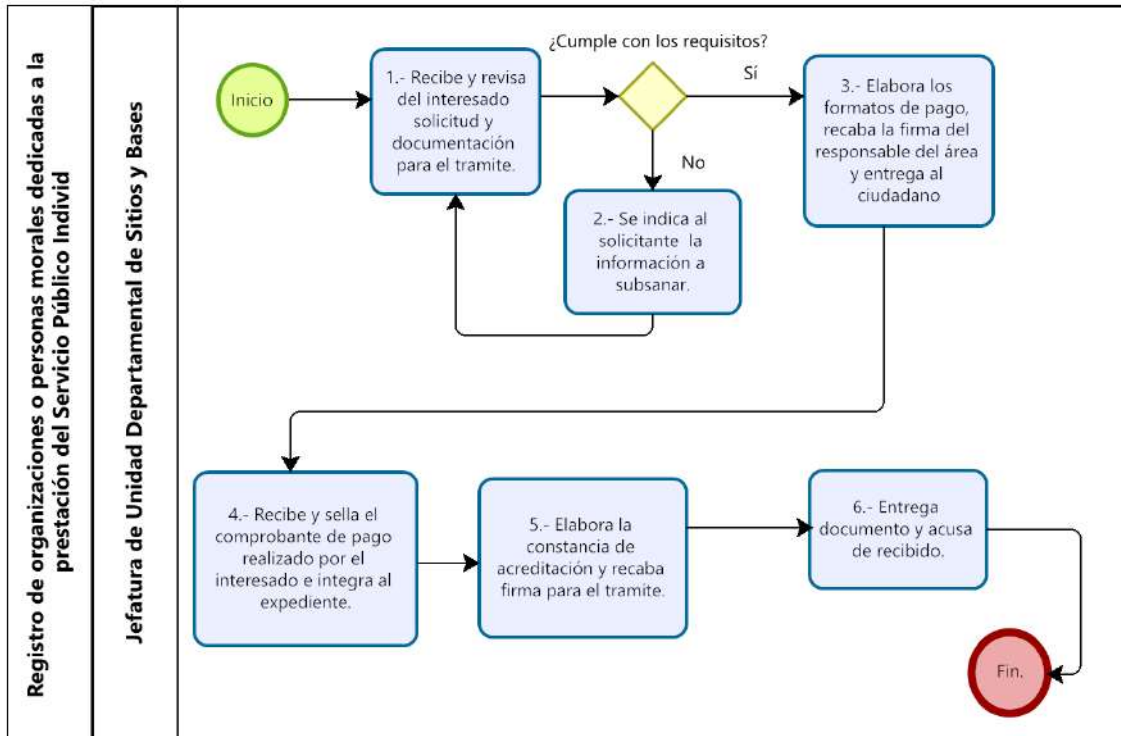 Registro de organizaciones o personas morales dedicadas a la
prestación del Servicio Público Individ
Jefatura de Unidad Departamental de Sitios y Bases
Inicio
1.- Recibe y revisa
del interesado
solicitud y
documentación
para el tramite.
¿Cumple con los requisitos?
Sí
No
2.- Se indica al
solicitante la
información a
subsanar.
3.- Elabora los
formatos de pago,
recaba la firma del
responsable del área
y entrega al
ciudadano
4.- Recibe y sella el
comprobante de pago
realizado por el
interesado e integra al
expediente.
5.- Elabora la
constancia de
acreditación y recaba
firma para el tramíte.
6.- Entrega
documento y acusa
de recibido.
Fin.